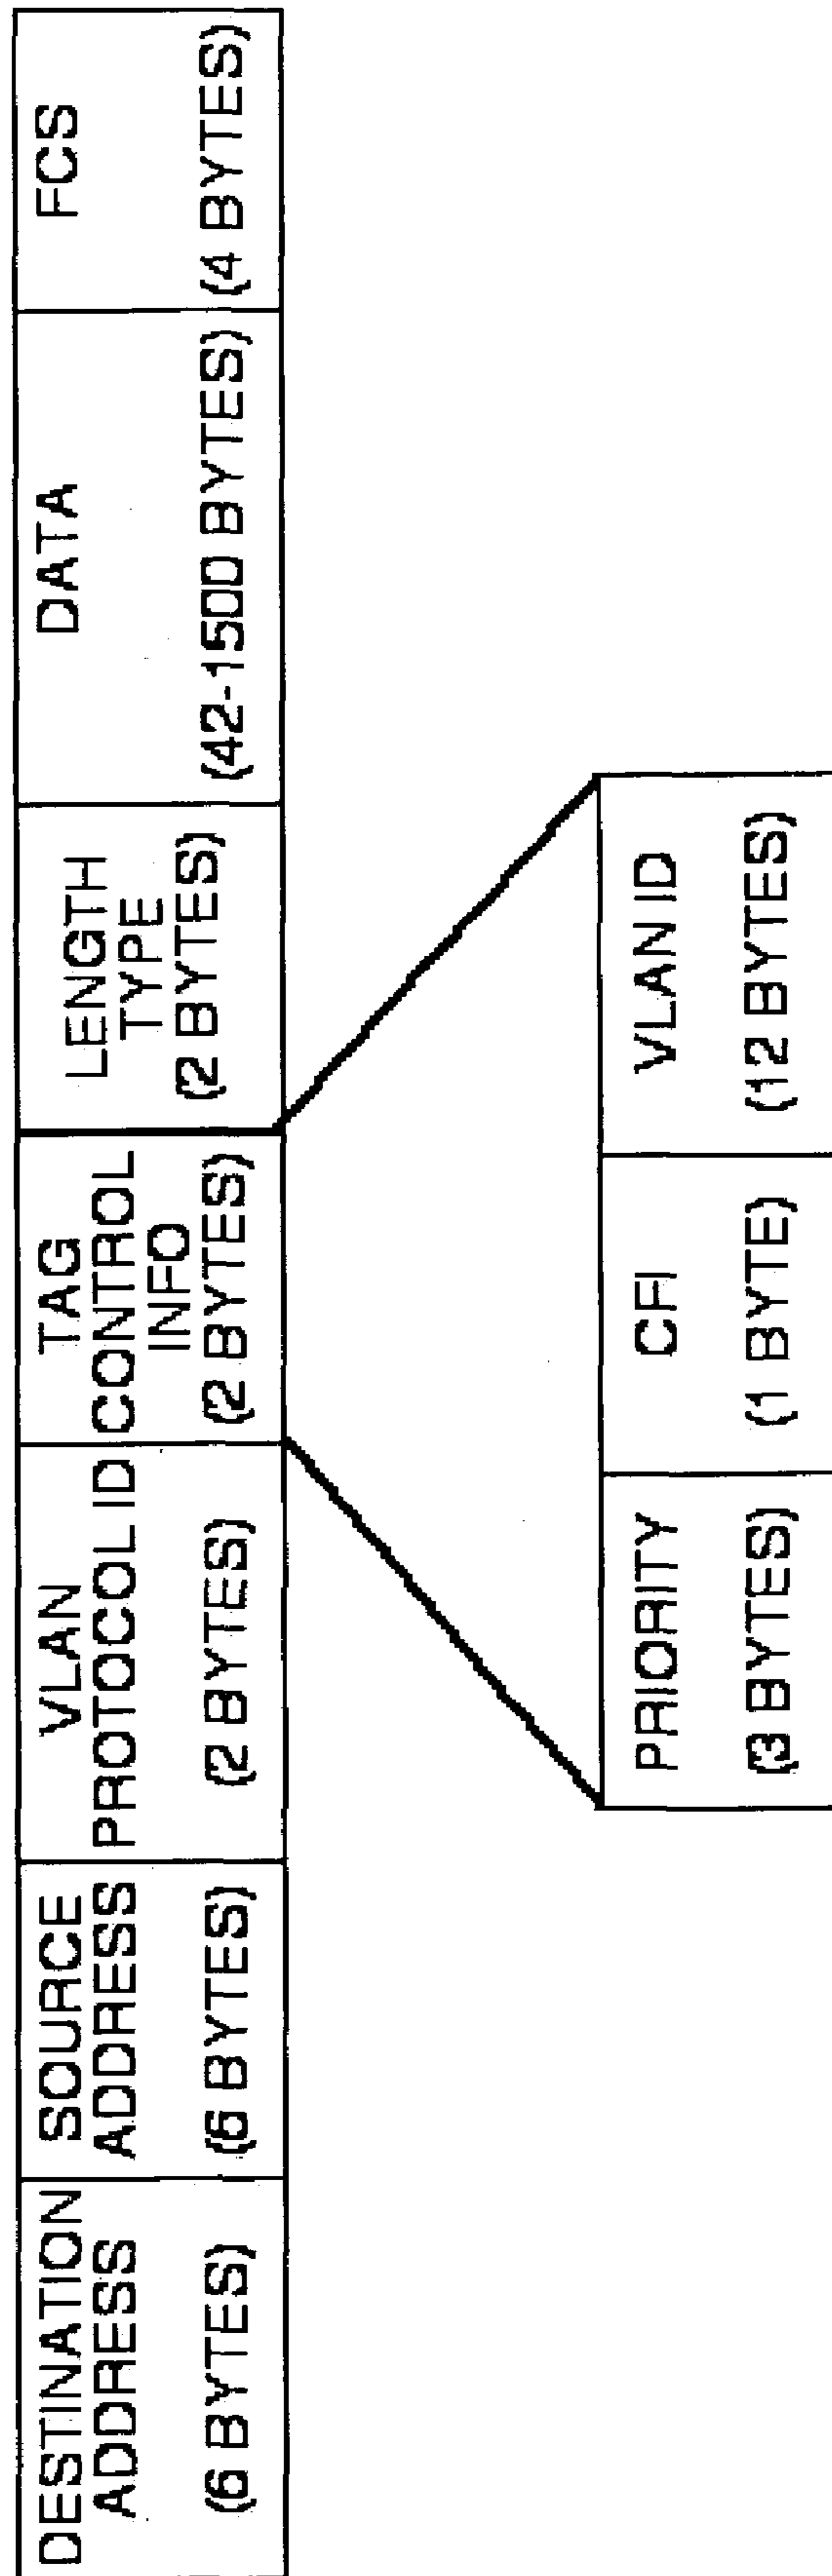 DESTINATION
ADDRESS
(6 BYTES)
SOURCE
ADDRESS
(6 BYTES)
VLAN
PROTOCOL ID
(2 BYTES)
TAG
CONTROL
INFO
(2 BYTES)
LENGTH
TYPE
(2 BYTES)
DATA
(42-1500 BYTES)
FCS
(4 BYTES)
PRIORITY
(3 BYTES)
CFI
(1 BYTE)
VLAN ID
(12 BYTES)